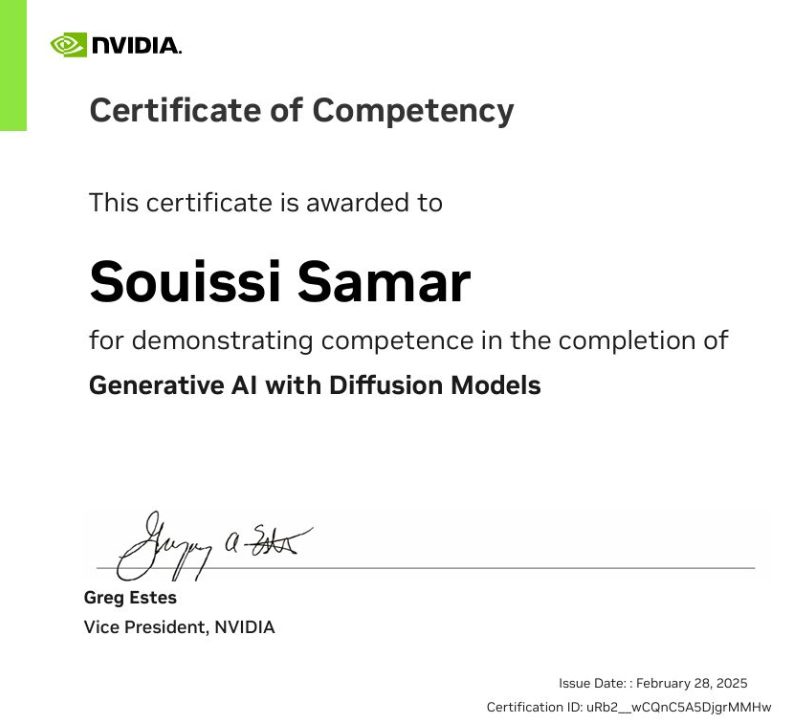 NVIDIA.
Certificate of Competency
This certificate is awarded to
Souissi Samar
for demonstrating competence in the completion of
Generative AI with Diffusion Models
Greg Estes
Vice President, NVIDIA
Issue Date: : February 28, 2025
Certification ID: uRb2__wCQnC5A5DjgrMMHw